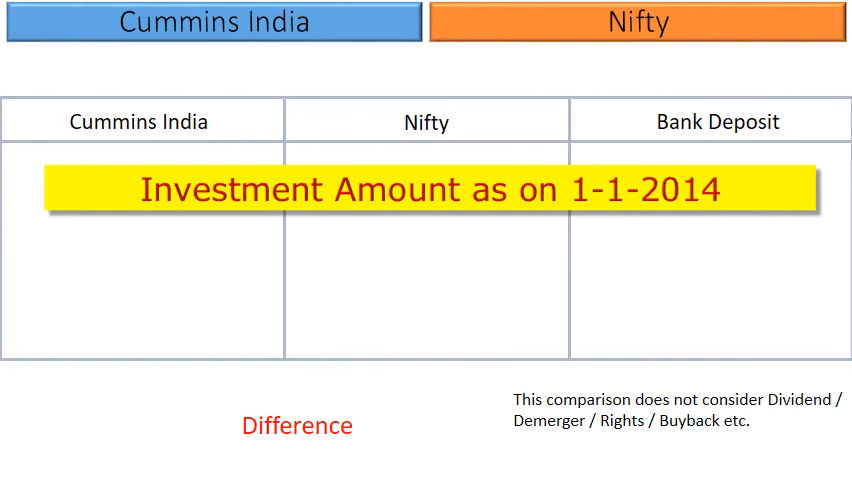 Cummins India
Nifty
Cummins India
Nifty
Bank Deposit
Investment Amount as on 1-1-2014
This comparison does not consider Dividend /
Demerger / Rights / Buyback etc.
Difference